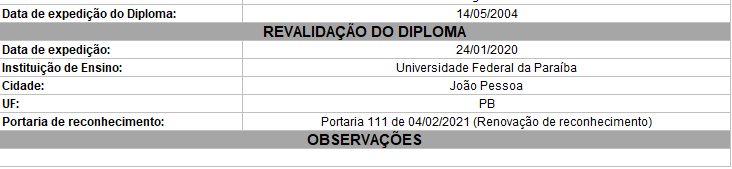 Data de expedição do Diploma: 14/05/2004
REVALIDAÇÃO DO DIPLOMA
Data de expedição: 24/01/2020
Instituição de Ensino: Universidade Federal da Paraíba
Cidade: João Pessoa
UF: PB
Portaria de reconhecimento: Portaria 111 de 04/02/2021 (Renovação de reconhecimento)
OBSERVAÇÕES